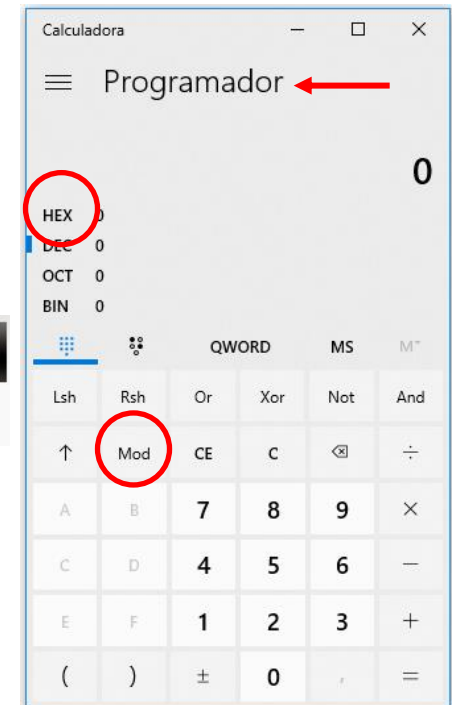 Calculadora
Programador
0
HEX 0
DEC 0
OCT 0
BIN 0
QWORD MS M˅
Lsh Rsh Or Xor Not And
↑ Mod CE C ⌫ ÷
A B 7 8 9 ×
C D 4 5 6 −
E F 1 2 3 +
( ) ± 0 , =